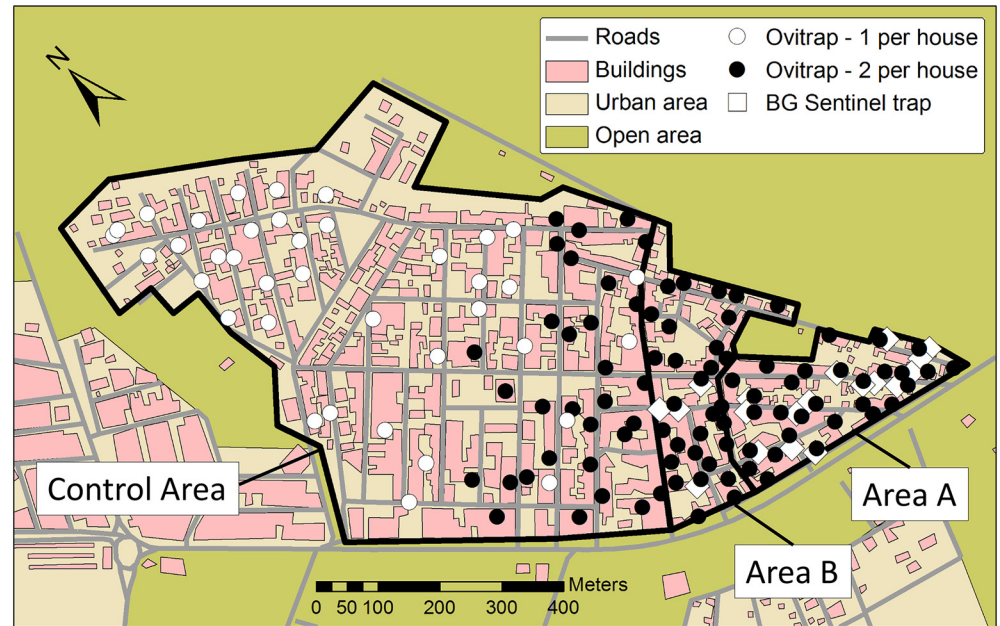 N
Roads
Buildings
Urban area
Open area
Ovitrap - 1 per house
Ovitrap - 2 per house
BG Sentinel trap
Control Area
Area A
Area B
Meters
0 50 100 200 300 400